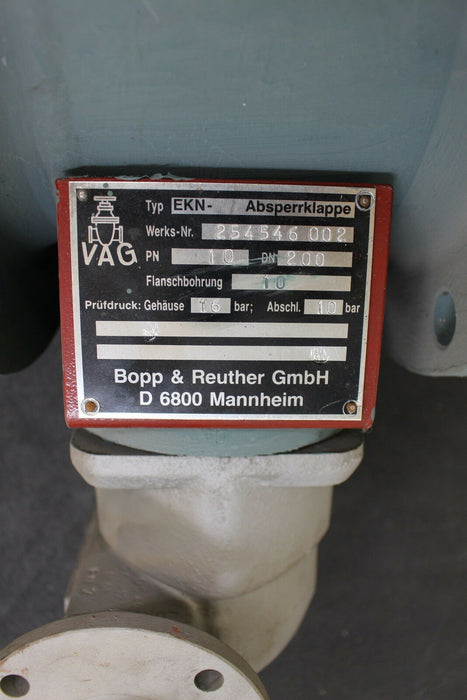 Typ EKN- Absperrklappe
Werks-Nr. 254546 002
VAG
PN 10 DN 200
Flanschbohrung 10
Prüfdruck: Gehäuse 16 bar; Abschl. 10 bar
Bopp & Reuther GmbH
D 6800 Mannheim